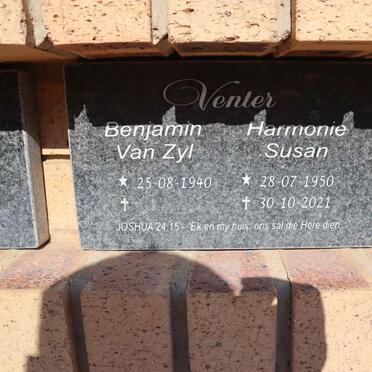 Venter
Benjamin Harmonie
Van Zyl Susan
★ 25-08-1940 ★ 28-07-1950
✝ ✝ 30-10-2021
JOSHUA 24:15 - Ek en my huis, ons sal die Here dien